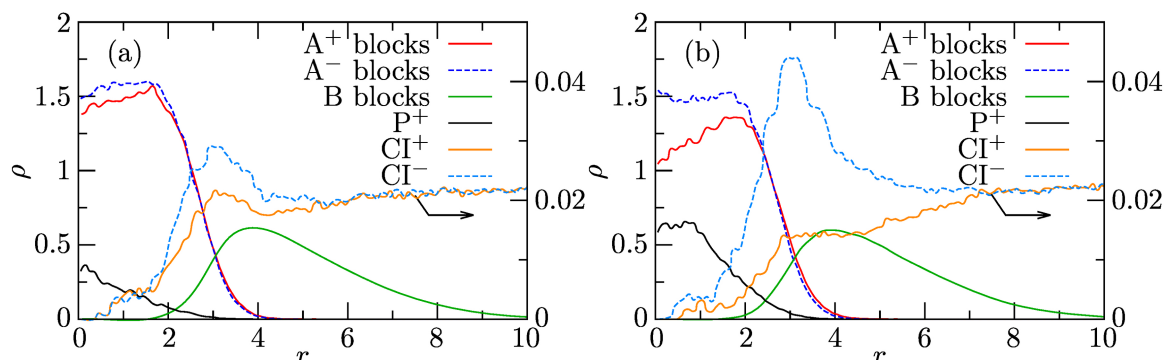 (a)
A⁺ blocks
A⁻ blocks
B blocks
P⁺
CI⁺
CI⁻
2
1.5
1
0.5
0
ρ
0 2 4 6 8 10
r
0.04
0.02
0
(b)
A⁺ blocks
A⁻ blocks
B blocks
P⁺
CI⁺
CI⁻
2
1.5
1
0.5
0
ρ
0 2 4 6 8 10
r
0.04
0.02
0